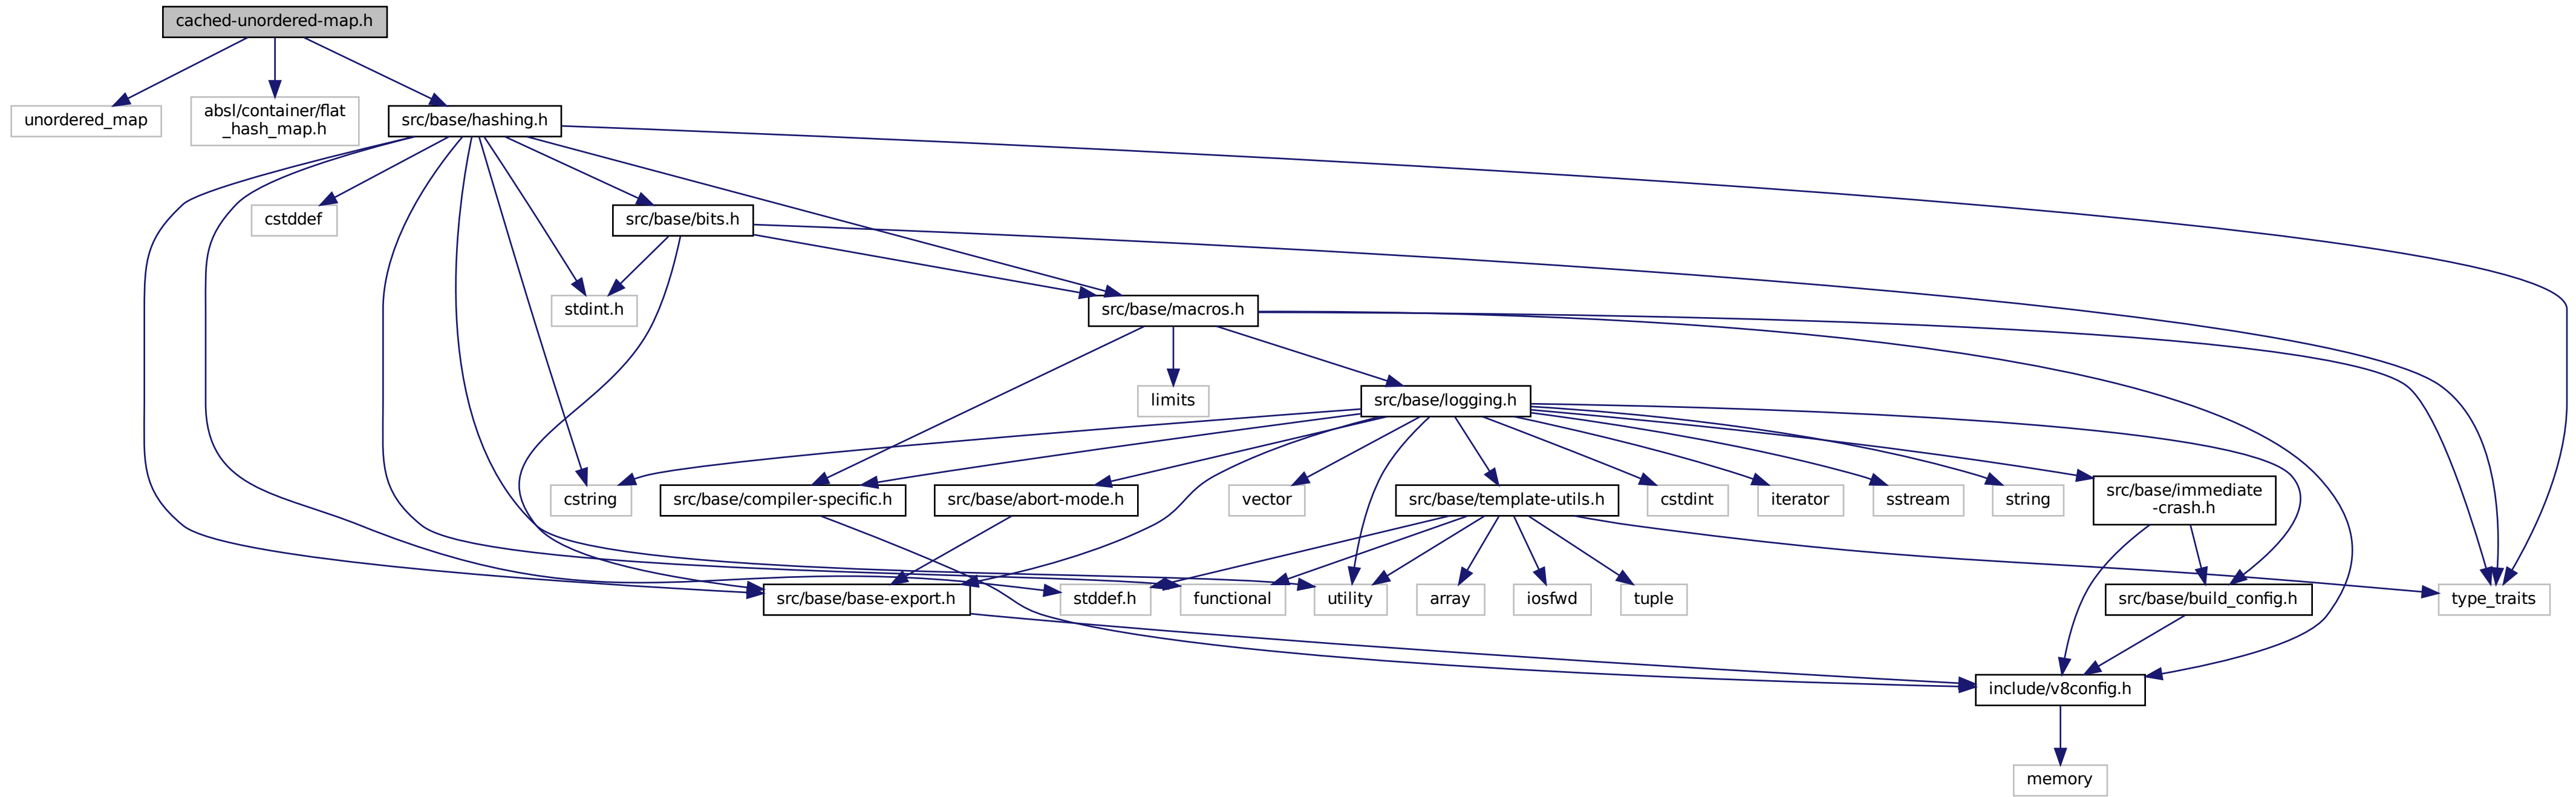 cached-unordered-map.h
unordered_map
absl/container/flat
_hash_map.h
src/base/hashing.h
cstddef
src/base/bits.h
stdint.h
src/base/macros.h
limits
src/base/logging.h
cstring
src/base/compiler-specific.h
src/base/abort-mode.h
vector
src/base/template-utils.h
cstdint
iterator
sstream
string
src/base/immediate
-crash.h
src/base/base-export.h
stddef.h
functional
utility
array
iosfwd
tuple
src/base/build_config.h
type_traits
include/v8config.h
memory